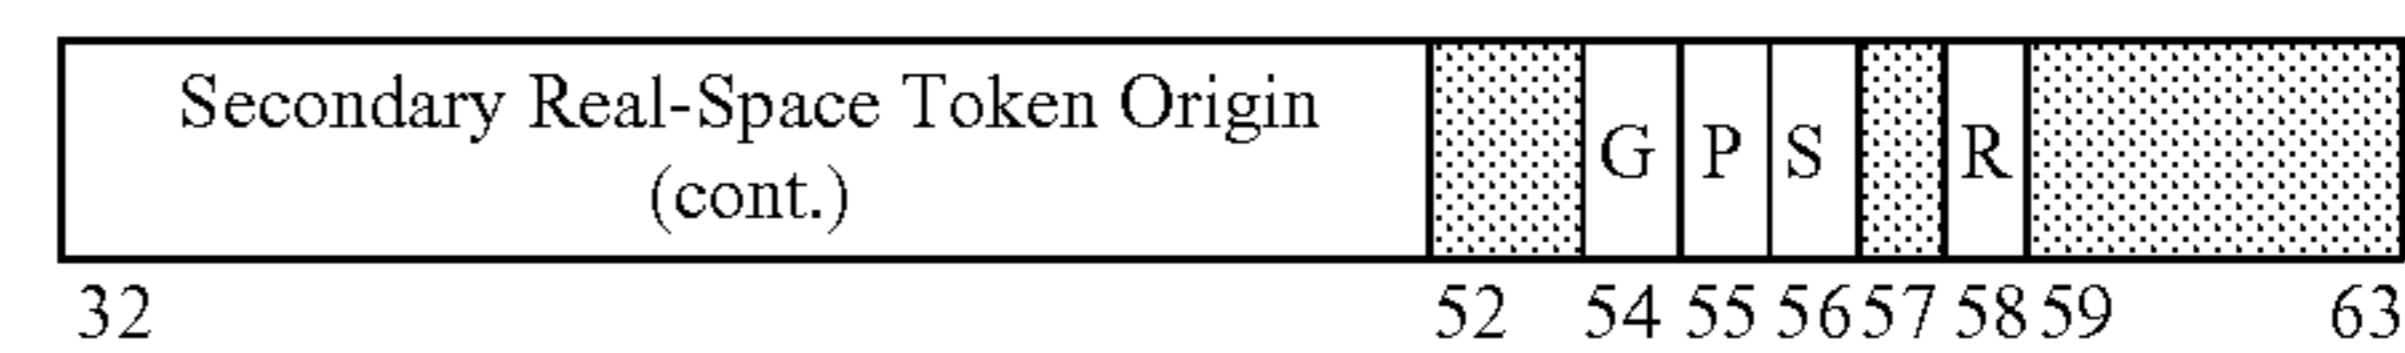 Secondary Real-Space Token Origin
(cont.)
G P S R
32 52 54 55 56 57 58 59 63